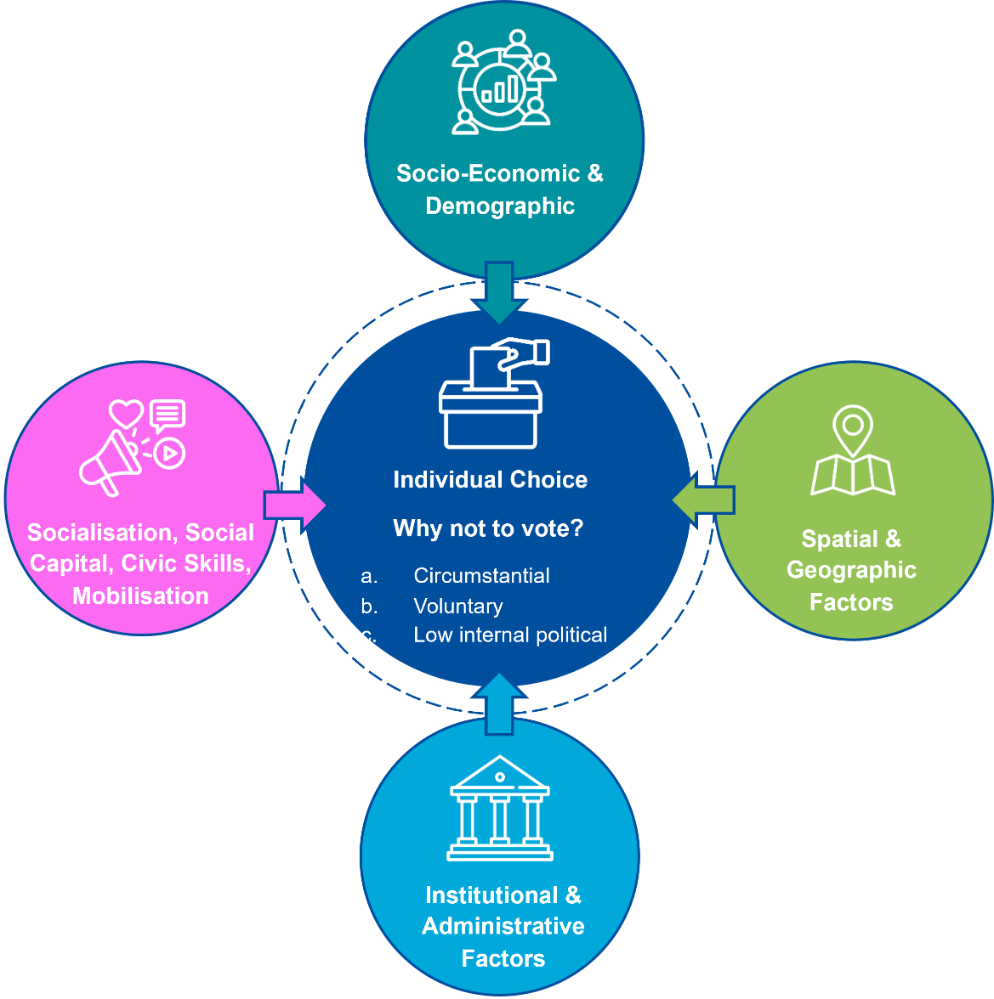 Socio-Economic &
Demographic
Socialisation, Social
Capital, Civic Skills,
Mobilisation
Individual Choice
Why not to vote?
a. Circumstantial
b. Voluntary
c. Low internal political
Spatial &
Geographic
Factors
Institutional &
Administrative
Factors